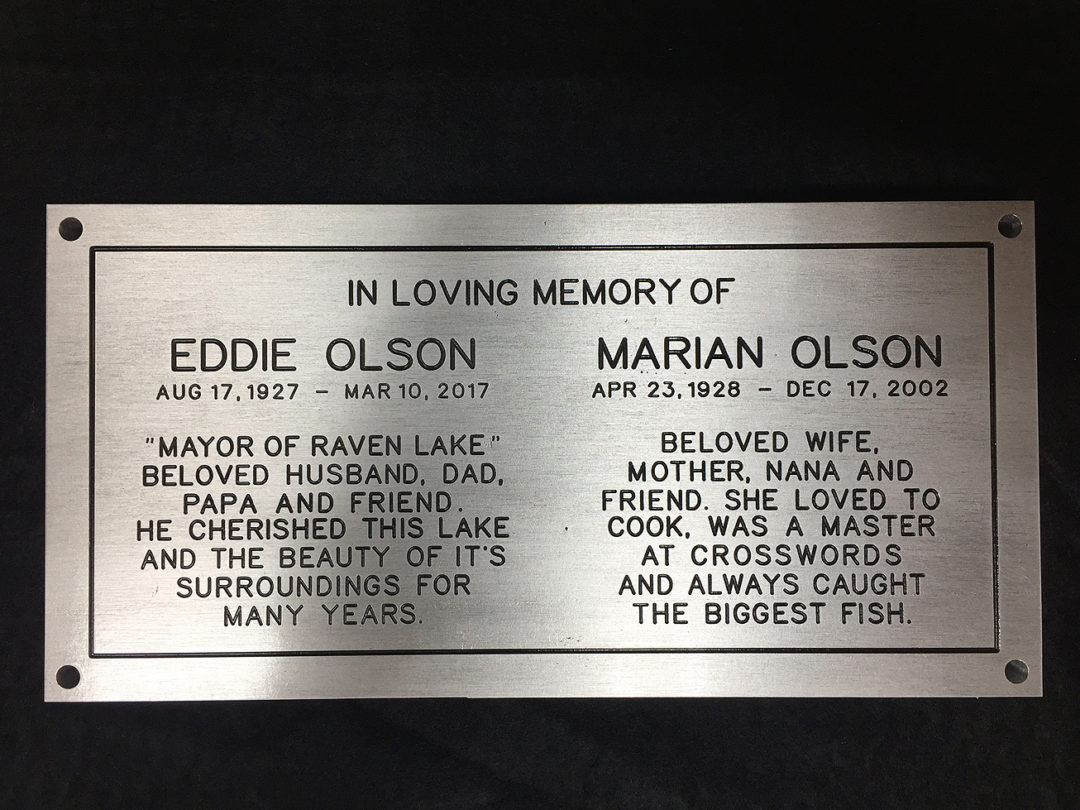 IN LOVING MEMORY OF
EDDIE OLSON
AUG 17, 1927 – MAR 10, 2017
"MAYOR OF RAVEN LAKE"
BELOVED HUSBAND, DAD,
PAPA AND FRIEND.
HE CHERISHED THIS LAKE
AND THE BEAUTY OF IT'S
SURROUNDINGS FOR
MANY YEARS.
MARIAN OLSON
APR 23, 1928 – DEC 17, 2002
BELOVED WIFE,
MOTHER, NANA AND
FRIEND. SHE LOVED TO
COOK, WAS A MASTER
AT CROSSWORDS
AND ALWAYS CAUGHT
THE BIGGEST FISH.